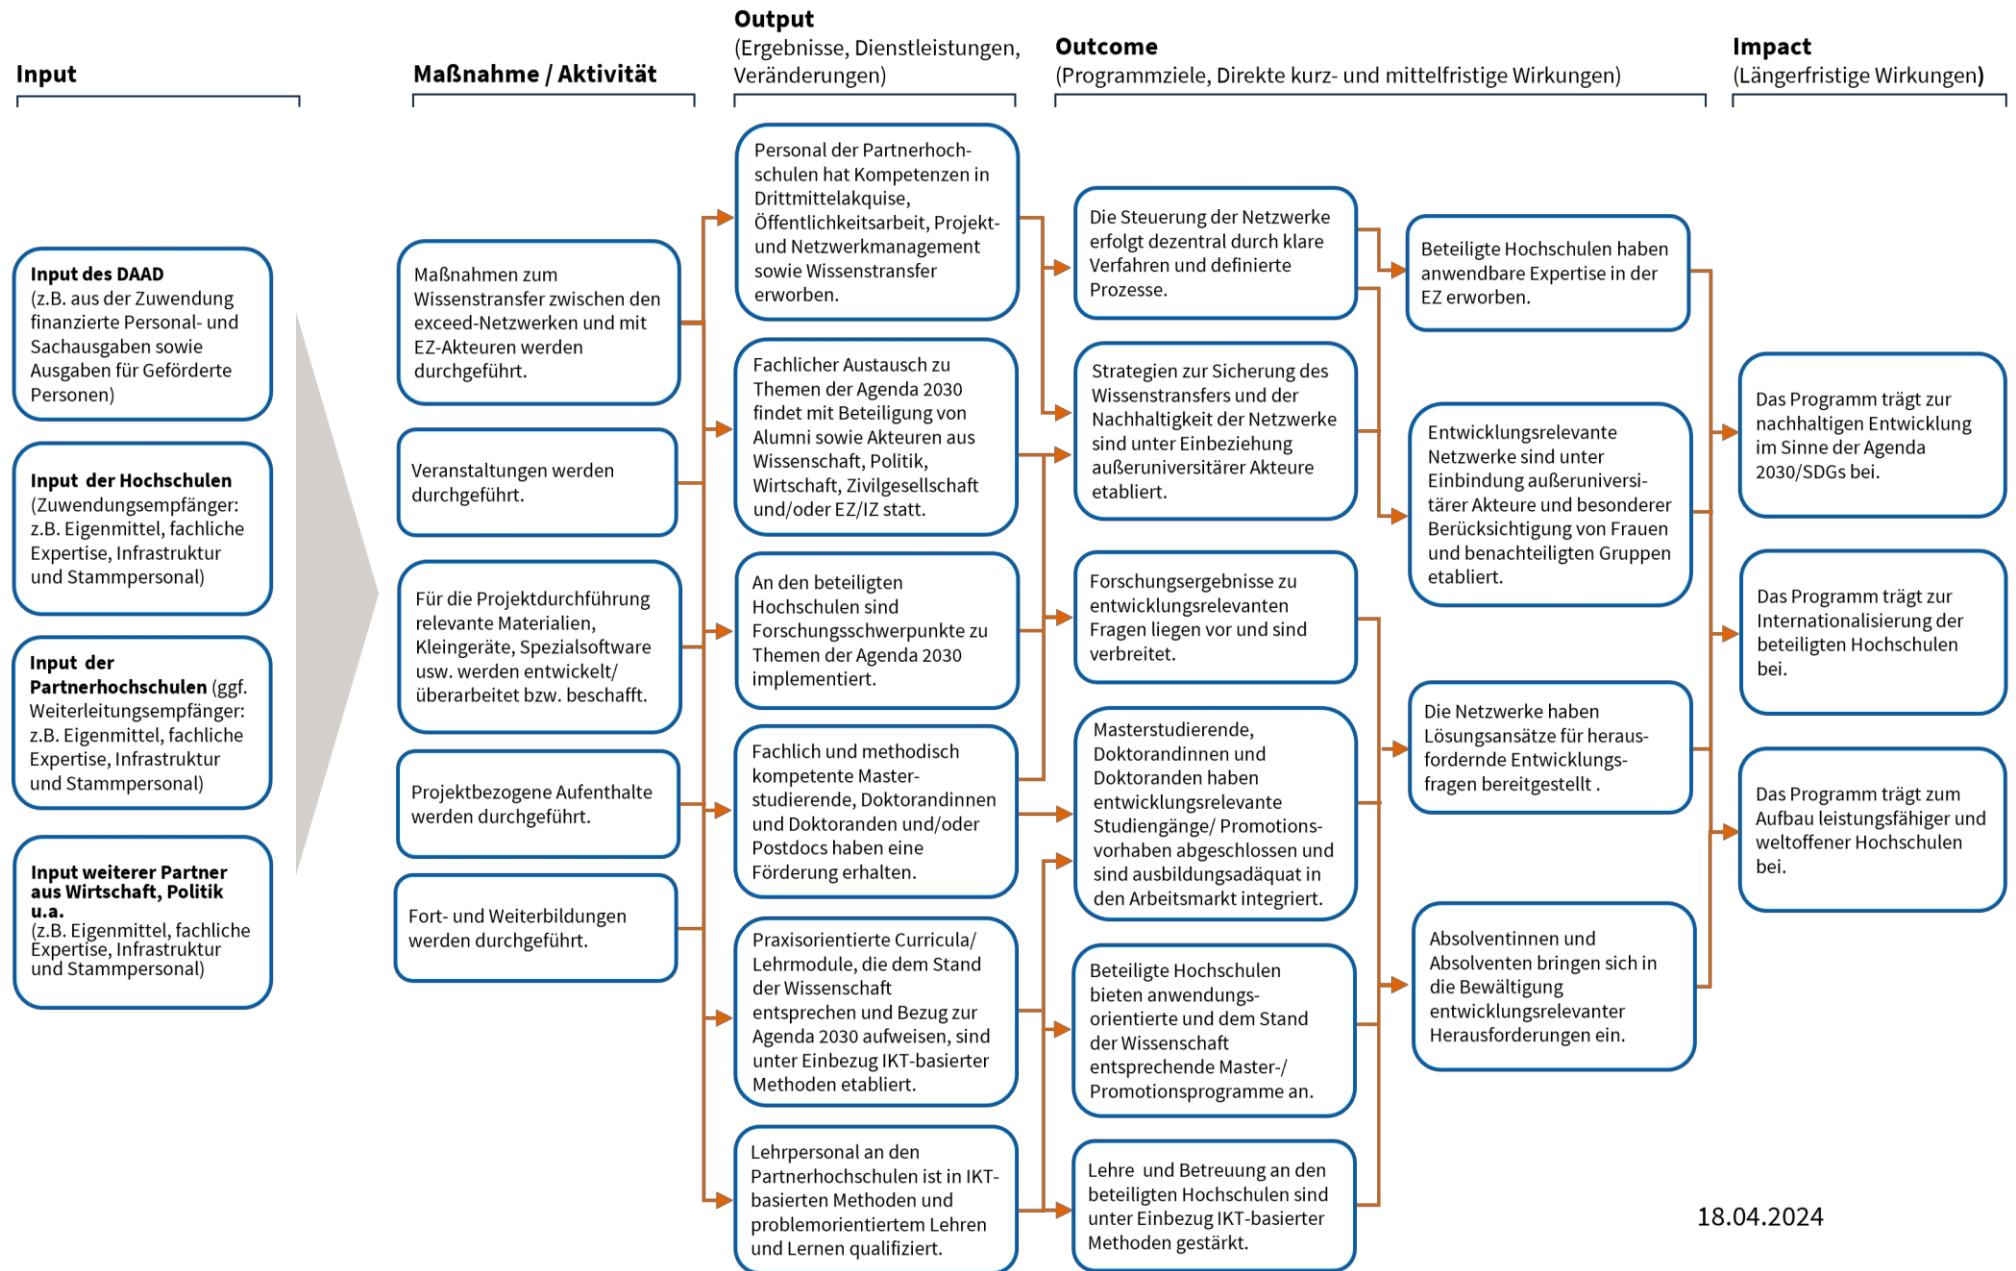 Input
Maßnahme / Aktivität
Output
(Ergebnisse, Dienstleistungen,
Veränderungen)
Outcome
(Programmziele, Direkte kurz- und mittelfristige Wirkungen)
Impact
(Längerfristige Wirkungen)
Input des DAAD
(z.B. aus der Zuwendung
finanzierte Personal- und
Sachausgaben sowie
Ausgaben für Geförderte
Personen)
Input der Hochschulen
(Zuwendungsempfänger:
z.B. Eigenmittel, fachliche
Expertise, Infrastruktur
und Stammpersonal)
Input der
Partnerhochschulen (ggf.
Weiterleitungsempfänger:
z.B. Eigenmittel, fachliche
Expertise, Infrastruktur
und Stammpersonal)
Input weiterer Partner
aus Wirtschaft, Politik
u.a.
(z.B. Eigenmittel, fachliche
Expertise, Infrastruktur
und Stammpersonal)
Maßnahmen zum
Wissenstransfer zwischen den
exceed-Netzwerken und mit
EZ-Akteuren werden
durchgeführt.
Veranstaltungen werden
durchgeführt.
Für die Projektdurchführung
relevante Materialien,
Kleingeräte, Spezialsoftware
usw. werden entwickelt/
überarbeitet bzw. beschafft.
Projektbezogene Aufenthalte
werden durchgeführt.
Fort- und Weiterbildungen
werden durchgeführt.
Personal der Partnerhoch-
schulen hat Kompetenzen in
Drittmittelakquise,
Öffentlichkeitsarbeit, Projekt-
und Netzwerkmanagement
sowie Wissenstransfer
erworben.
Fachlicher Austausch zu
Themen der Agenda 2030
findet mit Beteiligung von
Alumni sowie Akteuren aus
Wissenschaft, Politik,
Wirtschaft, Zivilgesellschaft
und/oder EZ/IZ statt.
An den beteiligten
Hochschulen sind
Forschungsschwerpunkte zu
Themen der Agenda 2030
implementiert.
Fachlich und methodisch
kompetente Master-
studierende, Doktorandinnen
und Doktoranden und/oder
Postdocs haben eine
Förderung erhalten.
Praxisorientierte Curricula/
Lehrmodule, die dem Stand
der Wissenschaft
entsprechen und Bezug zur
Agenda 2030 aufweisen, sind
unter Einbezug IKT-basierter
Methoden etabliert.
Lehrpersonal an den
Partnerhochschulen ist in IKT-
basierten Methoden und
problemorientiertem Lehren
und Lernen qualifiziert.
Die Steuerung der Netzwerke
erfolgt dezentral durch klare
Verfahren und definierte
Prozesse.
Strategien zur Sicherung des
Wissenstransfers und der
Nachhaltigkeit der Netzwerke
sind unter Einbeziehung
außeruniversitärer Akteure
etabliert.
Forschungsergebnisse zu
entwicklungsrelevanten
Fragen liegen vor und sind
verbreitet.
Masterstudierende,
Doktorandinnen und
Doktoranden haben
entwicklungsrelevante
Studiengänge/ Promotions-
vorhaben abgeschlossen und
sind ausbildungsadäquat in
den Arbeitsmarkt integriert.
Beteiligte Hochschulen
bieten anwendungs-
orientierte und dem Stand
der Wissenschaft
entsprechende Master-/
Promotionsprogramme an.
Lehre und Betreuung an den
beteiligten Hochschulen sind
unter Einbezug IKT-basierter
Methoden gestärkt.
Beteiligte Hochschulen haben
anwendbare Expertise in der
EZ erworben.
Entwicklungsrelevante
Netzwerke sind unter
Einbindung außeruniversi-
tärer Akteure und besonderer
Berücksichtigung von Frauen
und benachteiligten Gruppen
etabliert.
Die Netzwerke haben
Lösungsansätze für heraus-
fordernde Entwicklungs-
fragen bereitgestellt .
Absolventinnen und
Absolventen bringen sich in
die Bewältigung
entwicklungsrelevanter
Herausforderungen ein.
Das Programm trägt zur
nachhaltigen Entwicklung
im Sinne der Agenda
2030/SDGs bei.
Das Programm trägt zur
Internationalisierung der
beteiligten Hochschulen
bei.
Das Programm trägt zum
Aufbau leistungsfähiger und
weltoffener Hochschulen
bei.
18.04.2024